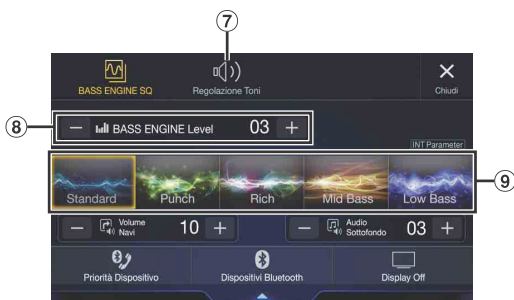 7
BASS ENGINE SQ
Regolazione Toni
Chiudi
8
BASS ENGINE Level 03
INT Parameter
9
Standard
Punch
Rich
Mid Bass
Low Bass
Volume
Navi
10
Audio
Sottofondo
03
Priorità Dispositivo
Dispositivi Bluetooth
Display Off